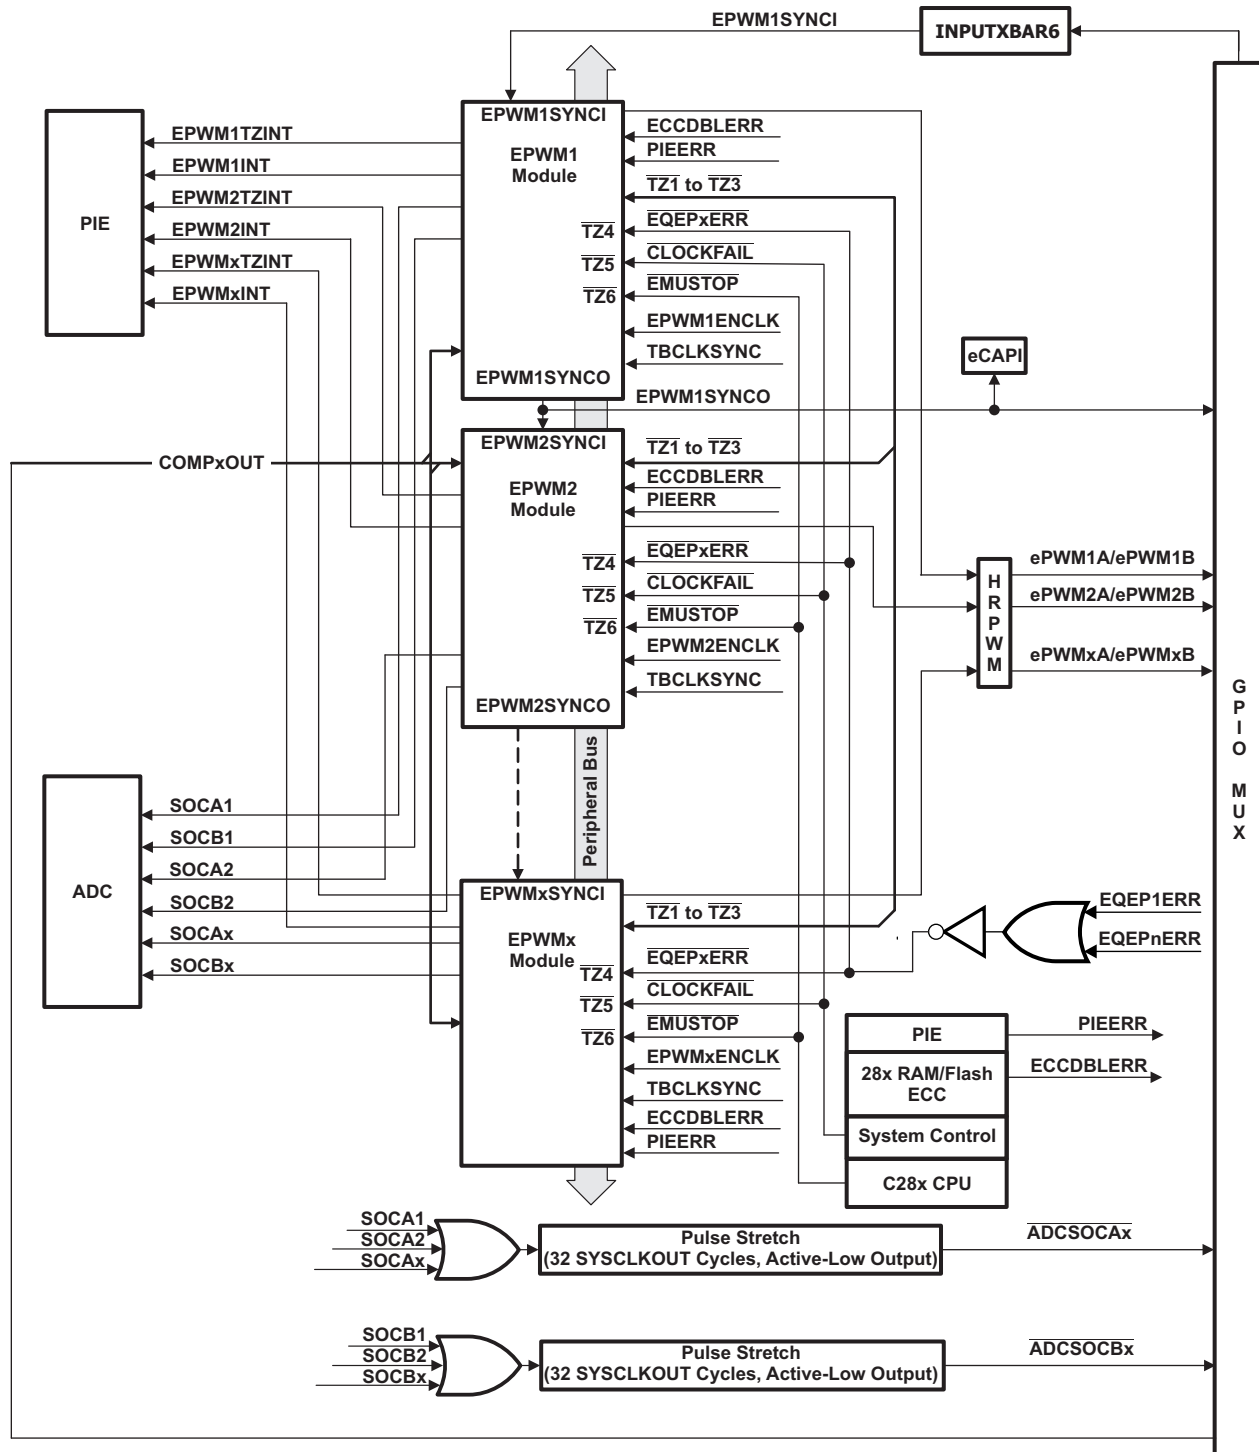 EPWM1SYNCI
INPUTXBAR6
PIE
EPWM1TZINT
EPWM1INT
EPWM2TZINT
EPWM2INT
EPWMxTZINT
EPWMxINT
EPWM1SYNCI
EPWM1
Module
TZ4
TZ5
TZ6
EPWM1SYNCO
ECCDBLERR
PIEERR
TZ1 to TZ3
EQEPxERR
CLOCKFAIL
EMUSTOP
EPWM1ENCLK
TBCLKSYNC
eCAPI
EPWM1SYNCO
COMPxOUT
EPWM2SYNCI
EPWM2
Module
TZ4
TZ5
TZ6
EPWM2SYNCO
TZ1 to TZ3
ECCDBLERR
PIEERR
EQEPxERR
CLOCKFAIL
EMUSTOP
EPWM2ENCLK
TBCLKSYNC
HRPWM
ePWM1A/ePWM1B
ePWM2A/ePWM2B
ePWMxA/ePWMxB
GPIO MUX
Peripheral Bus
ADC
SOCA1
SOCB1
SOCA2
SOCB2
SOCAx
SOCBx
EPWMxSYNCI
EPWMx
Module
TZ4
TZ5
TZ6
TZ1 to TZ3
EQEPxERR
CLOCKFAIL
EMUSTOP
EPWMxENCLK
TBCLKSYNC
ECCDBLERR
PIEERR
EQEP1ERR
EQEPnERR
PIE
28x RAM/Flash
ECC
System Control
C28x CPU
PIEERR
ECCDBLERR
SOCA1
SOCA2
SOCAx
Pulse Stretch
(32 SYSCLKOUT Cycles, Active-Low Output)
ADCSOCAx
SOCB1
SOCB2
SOCBx
Pulse Stretch
(32 SYSCLKOUT Cycles, Active-Low Output)
ADCSOCBx